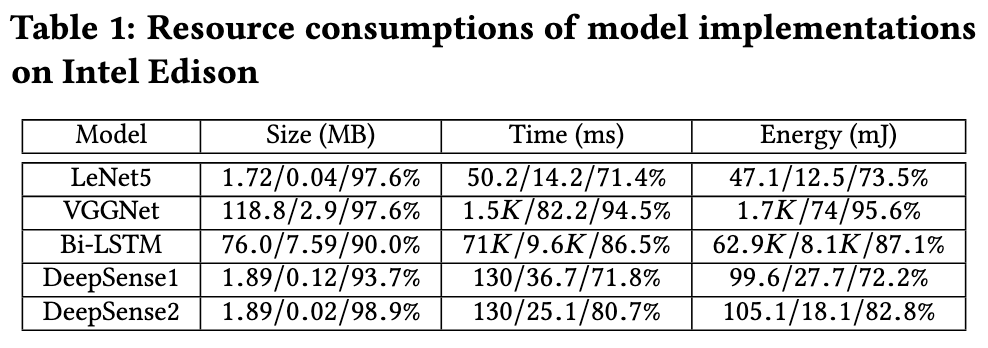 Table 1: Resource consumptions of model implementations
on Intel Edison
Model Size (MB) Time (ms) Energy (mJ)
LeNet5 1.72/0.04/97.6% 50.2/14.2/71.4% 47.1/12.5/73.5%
VGGNet 118.8/2.9/97.6% 1.5K/82.2/94.5% 1.7K/74/95.6%
Bi-LSTM 76.0/7.59/90.0% 71K/9.6K/86.5% 62.9K/8.1K/87.1%
DeepSense1 1.89/0.12/93.7% 130/36.7/71.8% 99.6/27.7/72.2%
DeepSense2 1.89/0.02/98.9% 130/25.1/80.7% 105.1/18.1/82.8%